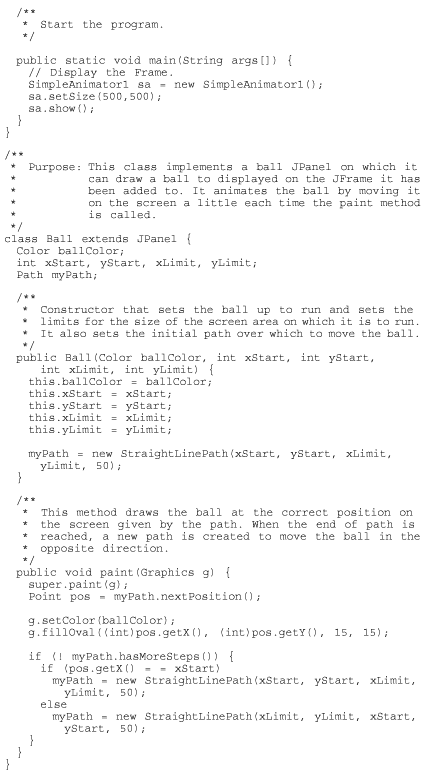 /**
 * Start the program.
 */
public static void main(String args[]) {
// Display the Frame.
SimpleAnimator1 sa = new SimpleAnimator1();
sa.setSize(500,500);
sa.show();
}
}
/**
* Purpose: This class implements a ball JPanel on which it
* can draw a ball to displayed on the JFrame it has
* been added to. It animates the ball by moving it
* on the screen a little each time the paint method
* is called.
*/
class Ball extends JPanel {
Color ballColor;
int xStart, yStart, xLimit, yLimit;
Path myPath;
/**
* Constructor that sets the ball up to run and sets the
* limits for the size of the screen area on which it is to run.
* It also sets the initial path over which to move the ball.
*/
public Ball(Color ballColor, int xStart, int yStart,
int xLimit, int yLimit) {
this.ballColor = ballColor;
this.xStart = xStart;
this.yStart = yStart;
this.xLimit = xLimit;
this.yLimit = yLimit;
myPath = new StraightLinePath(xStart, yStart, xLimit,
yLimit, 50);
}
/**
* This method draws the ball at the correct position on
* the screen given by the path. When the end of path is
* reached, a new path is created to move the ball in the
* opposite direction.
*/
public void paint(Graphics g) {
super.paint(g);
Point pos = myPath.nextPosition();
g.setColor(ballColor);
g.fillOval((int)pos.getX(), (int)pos.getY(), 15, 15);
if (! myPath.hasMoreSteps()) {
if (pos.getX() = = xStart)
myPath = new StraightLinePath(xStart, yStart, xLimit,
yLimit, 50);
else
myPath = new StraightLinePath(xLimit, yLimit, xStart,
yStart, 50);
}
}
}